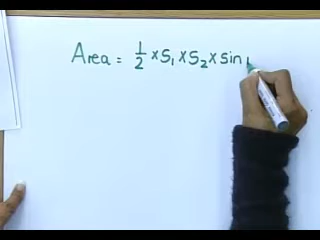 Area = 1/2 × S₁ × S₂ × sin